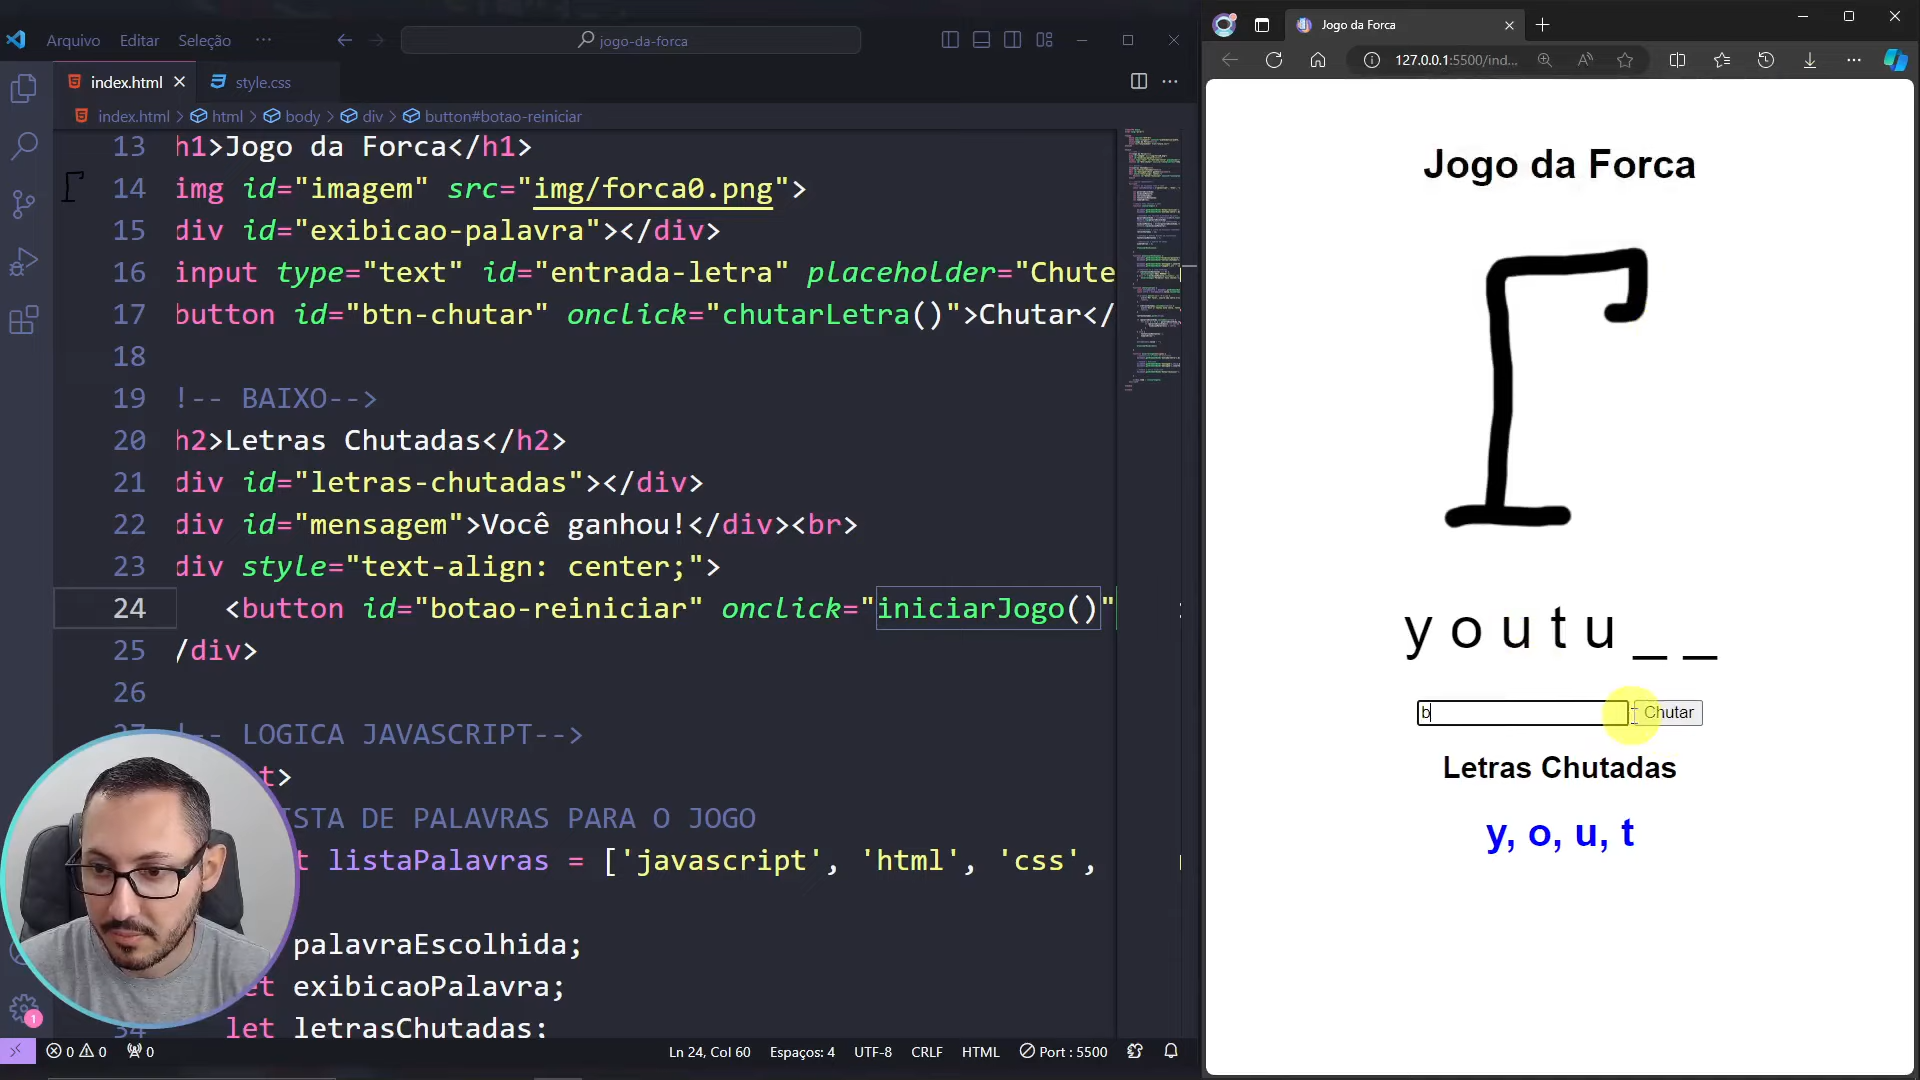 Arquivo Editar Seleção ···
jogo-da-forca
index.html
style.css
index.html > html > body > div > button#botao-reiniciar
13 h1>Jogo da Forca</h1>
14 img id="imagem" src="img/forca0.png">
15 div id="exibicao-palavra"></div>
16 input type="text" id="entrada-letra" placeholder="Chute
17 button id="btn-chutar" onclick="chutarLetra()">Chutar</
18
19 !-- BAIXO-->
20 h2>Letras Chutadas</h2>
21 div id="letras-chutadas"></div>
22 div id="mensagem">Você ganhou!</div><br>
23 div style="text-align: center;">
24 <button id="botao-reiniciar" onclick="iniciarJogo()"
25 /div>
26
!-- LOGICA JAVASCRIPT-->
t>
ISTA DE PALAVRAS PARA O JOGO
t listaPalavras = ['javascript', 'html', 'css',
palavraEscolhida;
et exibicaoPalavra;
34 let letrasChutadas;
1
0 0 0
Ln 24, Col 60 Espaços: 4 UTF-8 CRLF HTML Port : 5500
Jogo da Forca
127.0.0.1:5500/ind...
Jogo da Forca
y o u t u _ _
b
Chutar
Letras Chutadas
y, o, u, t